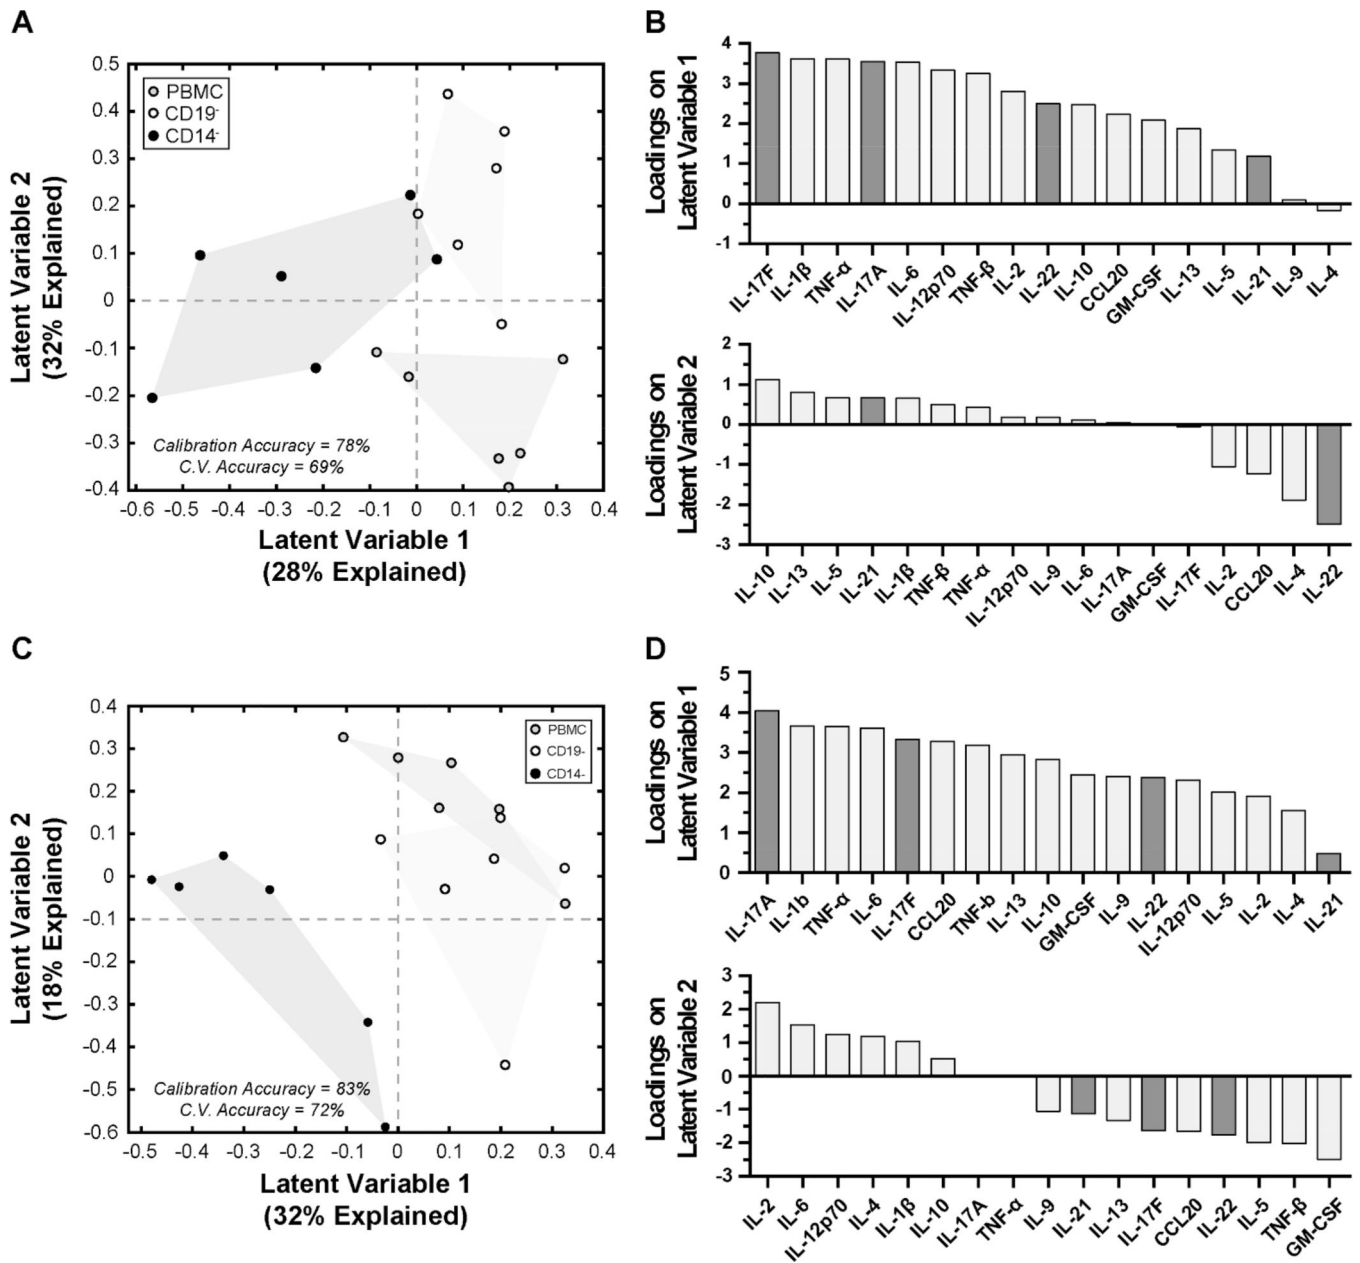 A
0.5
0.4
0.3
0.2
0.1
0
-0.1
-0.2
-0.3
-0.4
PBMC
CD19-
CD14-
Calibration Accuracy = 78%
C.V. Accuracy = 69%
-0.6 -0.5 -0.4 -0.3 -0.2 -0.1 0 0.1 0.2 0.3 0.4
Latent Variable 1
(28% Explained)
Latent Variable 2
(32% Explained)
B
Loadings on
Latent Variable 1
4
3
2
1
0
-1
IL-17F IL-1β TNF-α IL-17A IL-6 IL-12p70 TNF-β IL-2 IL-22 IL-10 CCL20 GM-CSF IL-13 IL-5 IL-21 IL-9 IL-4
Loadings on
Latent Variable 2
2
1
0
-1
-2
-3
IL-10 IL-13 IL-5 IL-21 IL-1β TNF-β TNF-α IL-12p70 IL-9 IL-6 IL-17A GM-CSF IL-17F IL-2 CCL20 IL-4 IL-22
C
0.4
0.3
0.2
0.1
0
-0.1
-0.2
-0.3
-0.4
-0.5
-0.6
PBMC
CD19-
CD14-
Calibration Accuracy = 83%
C.V. Accuracy = 72%
-0.5 -0.4 -0.3 -0.2 -0.1 0 0.1 0.2 0.3 0.4
Latent Variable 1
(32% Explained)
Latent Variable 2
(18% Explained)
D
Loadings on
Latent Variable 1
5
4
3
2
1
0
IL-17A IL-1b TNF-α IL-6 IL-17F CCL20 TNF-b IL-13 IL-10 GM-CSF IL-9 IL-22 IL-12p70 IL-5 IL-2 IL-4 IL-21
Loadings on
Latent Variable 2
3
2
1
0
-1
-2
-3
IL-2 IL-6 IL-12p70 IL-4 IL-1β IL-10 IL-17A TNF-α IL-9 IL-21 IL-13 IL-17F CCL20 IL-22 IL-5 TNF-β GM-CSF